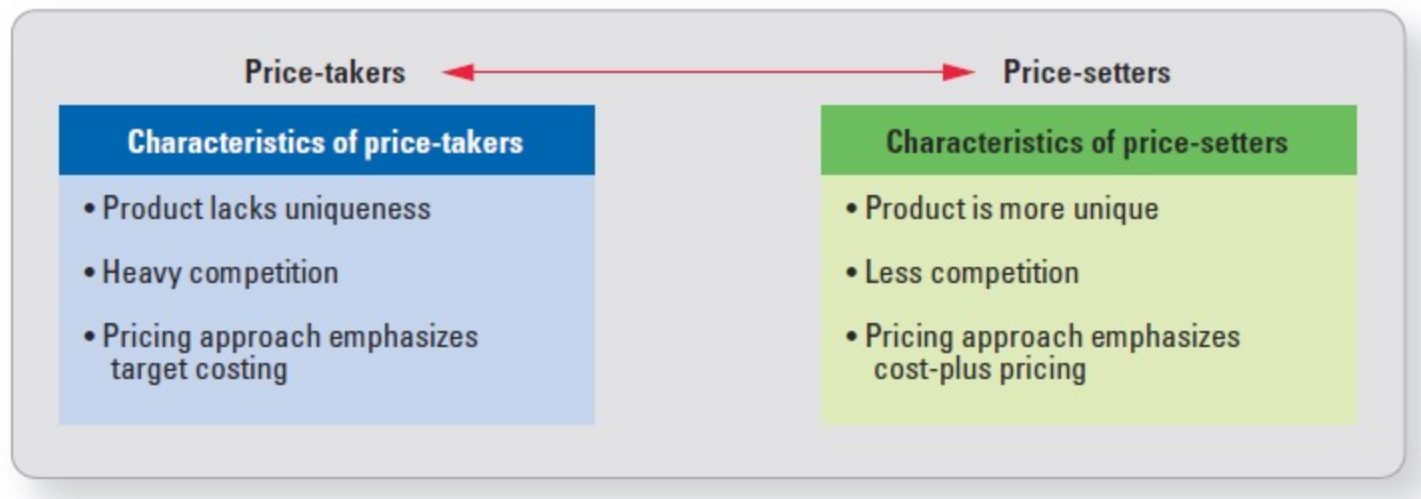 Price-takers
Price-setters
Characteristics of price-takers
• Product lacks uniqueness
• Heavy competition
• Pricing approach emphasizes
target costing
Characteristics of price-setters
• Product is more unique
• Less competition
• Pricing approach emphasizes
cost-plus pricing